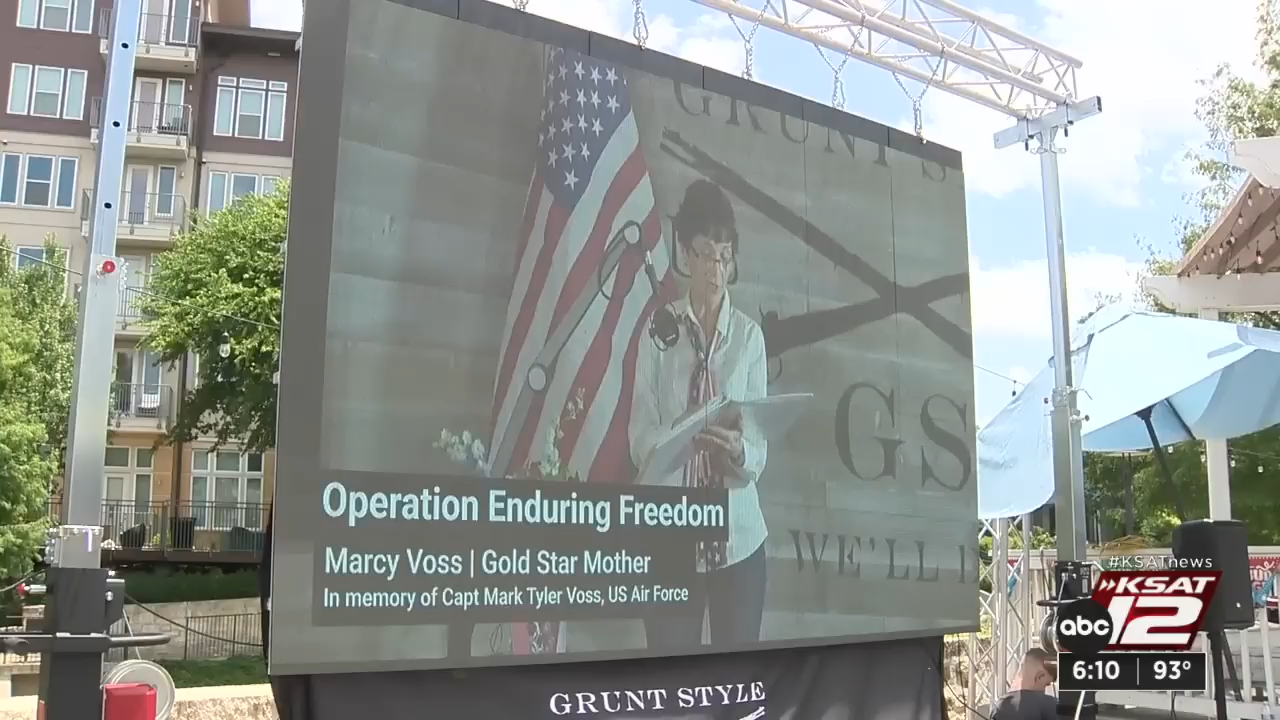 GRUNT S
GS
WE'LL
Operation Enduring Freedom
Marcy Voss | Gold Star Mother
In memory of Capt Mark Tyler Voss, US Air Force
GRUNT STYLE
#KSATnews
KSAT
abc 12
6:10 93°